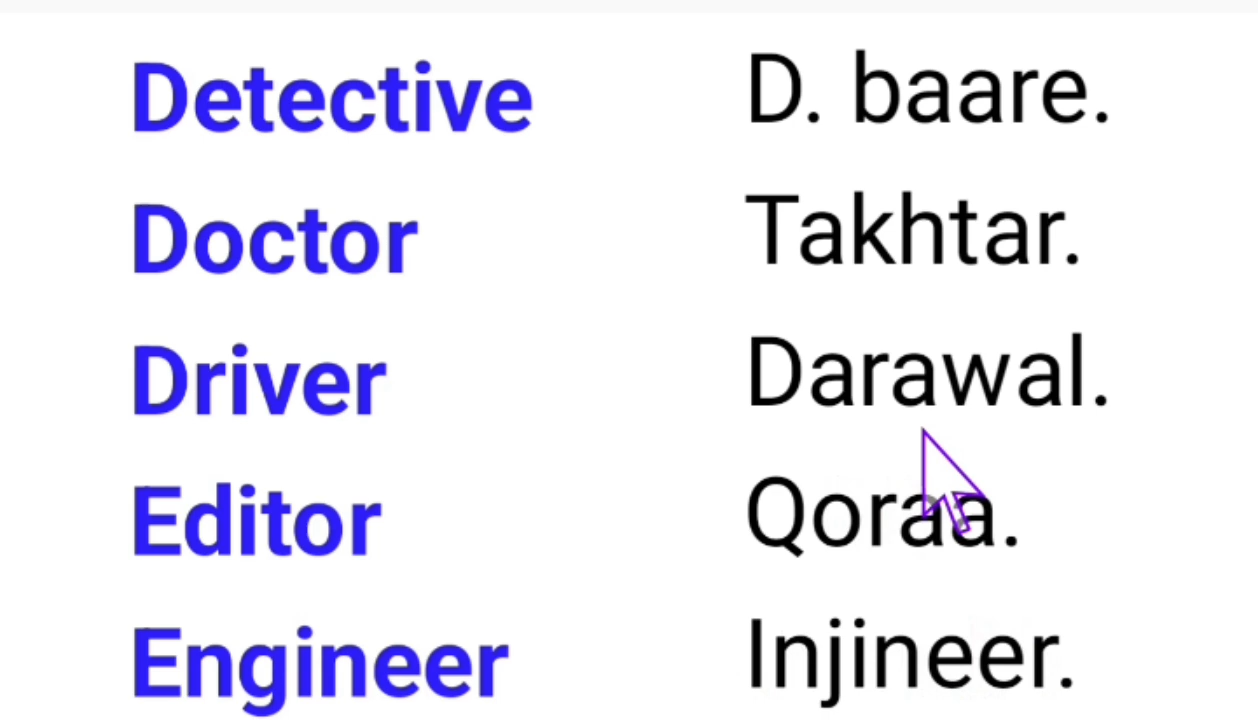 Detective D. baare.
Doctor Takhtar.
Driver Darawal.
Editor Qoraa.
Engineer Injineer.